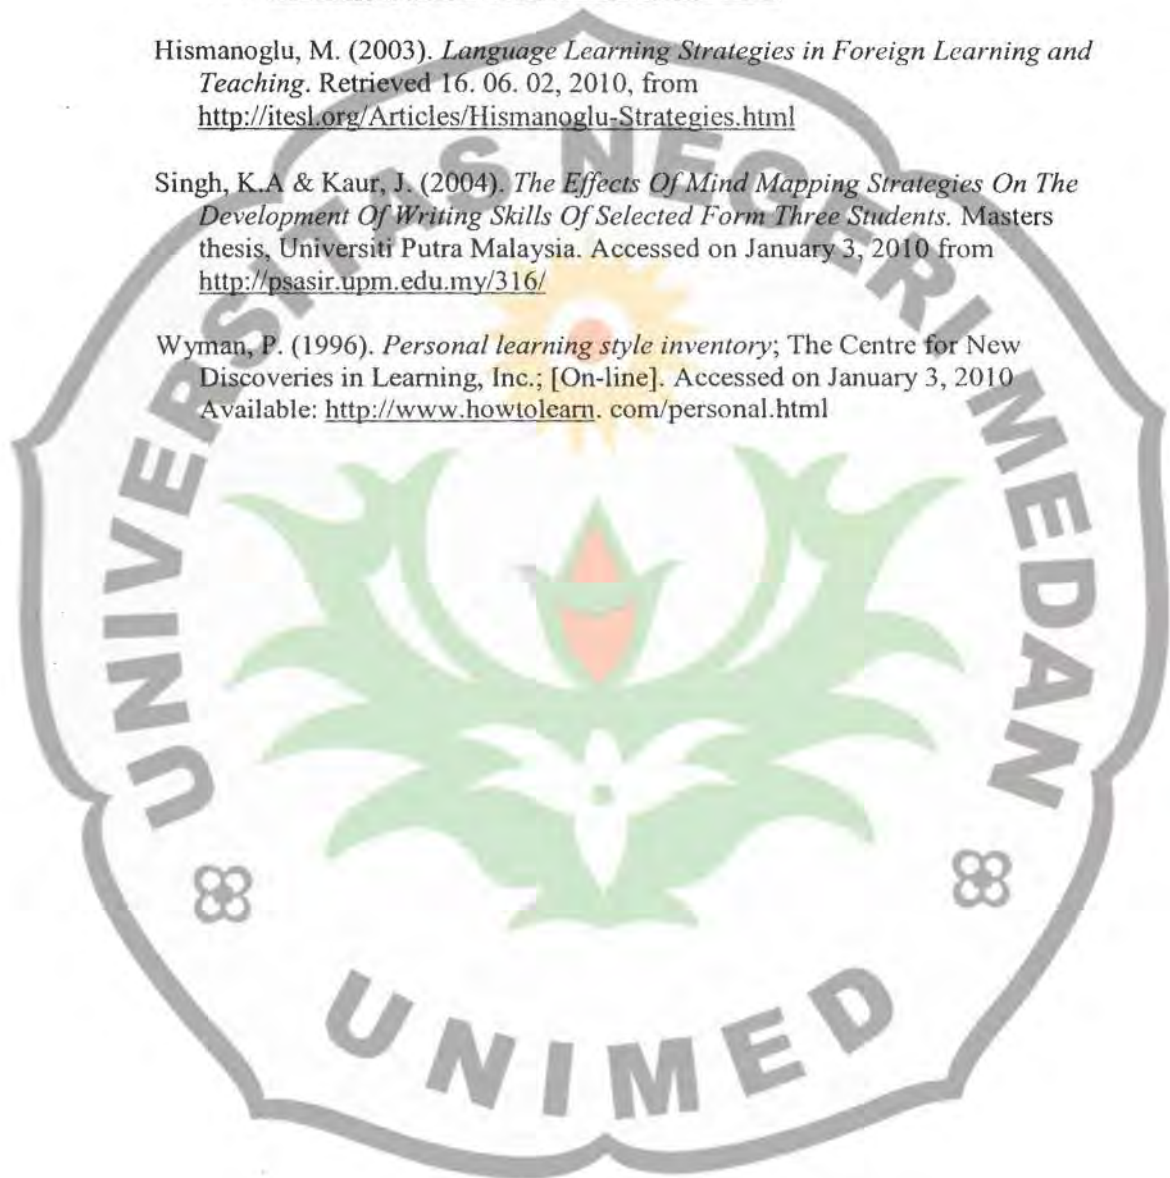 Hismanoglu, M. (2003). Language Learning Strategies in Foreign Learning and
Teaching. Retrieved 16. 06. 02, 2010, from
http://itesl.org/Articles/Hismanoglu-Strategies.html
Singh, K.A & Kaur, J. (2004). The Effects Of Mind Mapping Strategies On The
Development Of Writing Skills Of Selected Form Three Students. Masters
thesis, Universiti Putra Malaysia. Accessed on January 3, 2010 from
http://psasir.upm.edu.my/316/
Wyman, P. (1996). Personal learning style inventory; The Centre for New
Discoveries in Learning, Inc.; [On-line]. Accessed on January 3, 2010
Available: http://www.howtolearn. com/personal.html
UNIVERSITAS NEGERI MEDAN
UNIMED